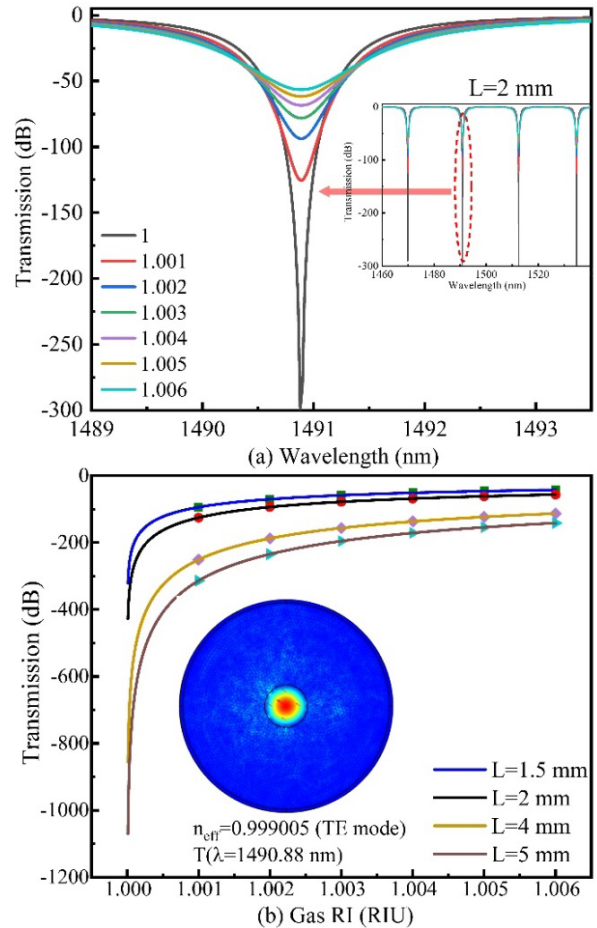 0
-50
-100
-150
-200
-250
-300
Transmission (dB)
1
1.001
1.002
1.003
1.004
1.005
1.006
L=2 mm
0
-100
-200
-300
Transmission (dB)
1460 1480 1500 1520
Wavelength (nm)
1489 1490 1491 1492 1493
(a) Wavelength (nm)
0
-200
-400
-600
-800
-1000
-1200
Transmission (dB)
n_eff=0.999005 (TE mode)
T(λ=1490.88 nm)
L=1.5 mm
L=2 mm
L=4 mm
L=5 mm
1.000 1.001 1.002 1.003 1.004 1.005 1.006
(b) Gas RI (RIU)